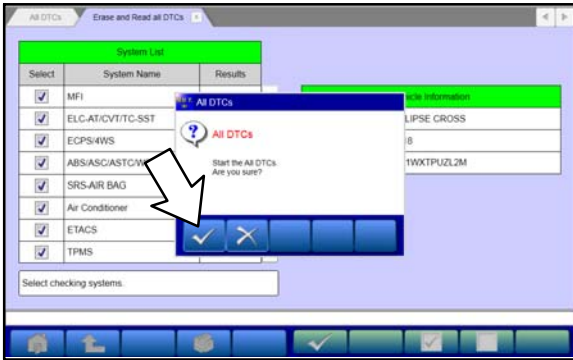 All DTCs
Erase and Read all DTCs
System List
Select System Name Results
MFI
ELC-AT/CVT/TC-SST
ECPS/4WS
ABS/ASC/ASTC/W
SRS-AIR BAG
Air Conditioner
ETACS
TPMS
Select checking systems.
All DTCs
All DTCs
Start the All DTCs.
Are you sure?
icle Information
LIPSE CROSS
18
1WXTPUZL2M